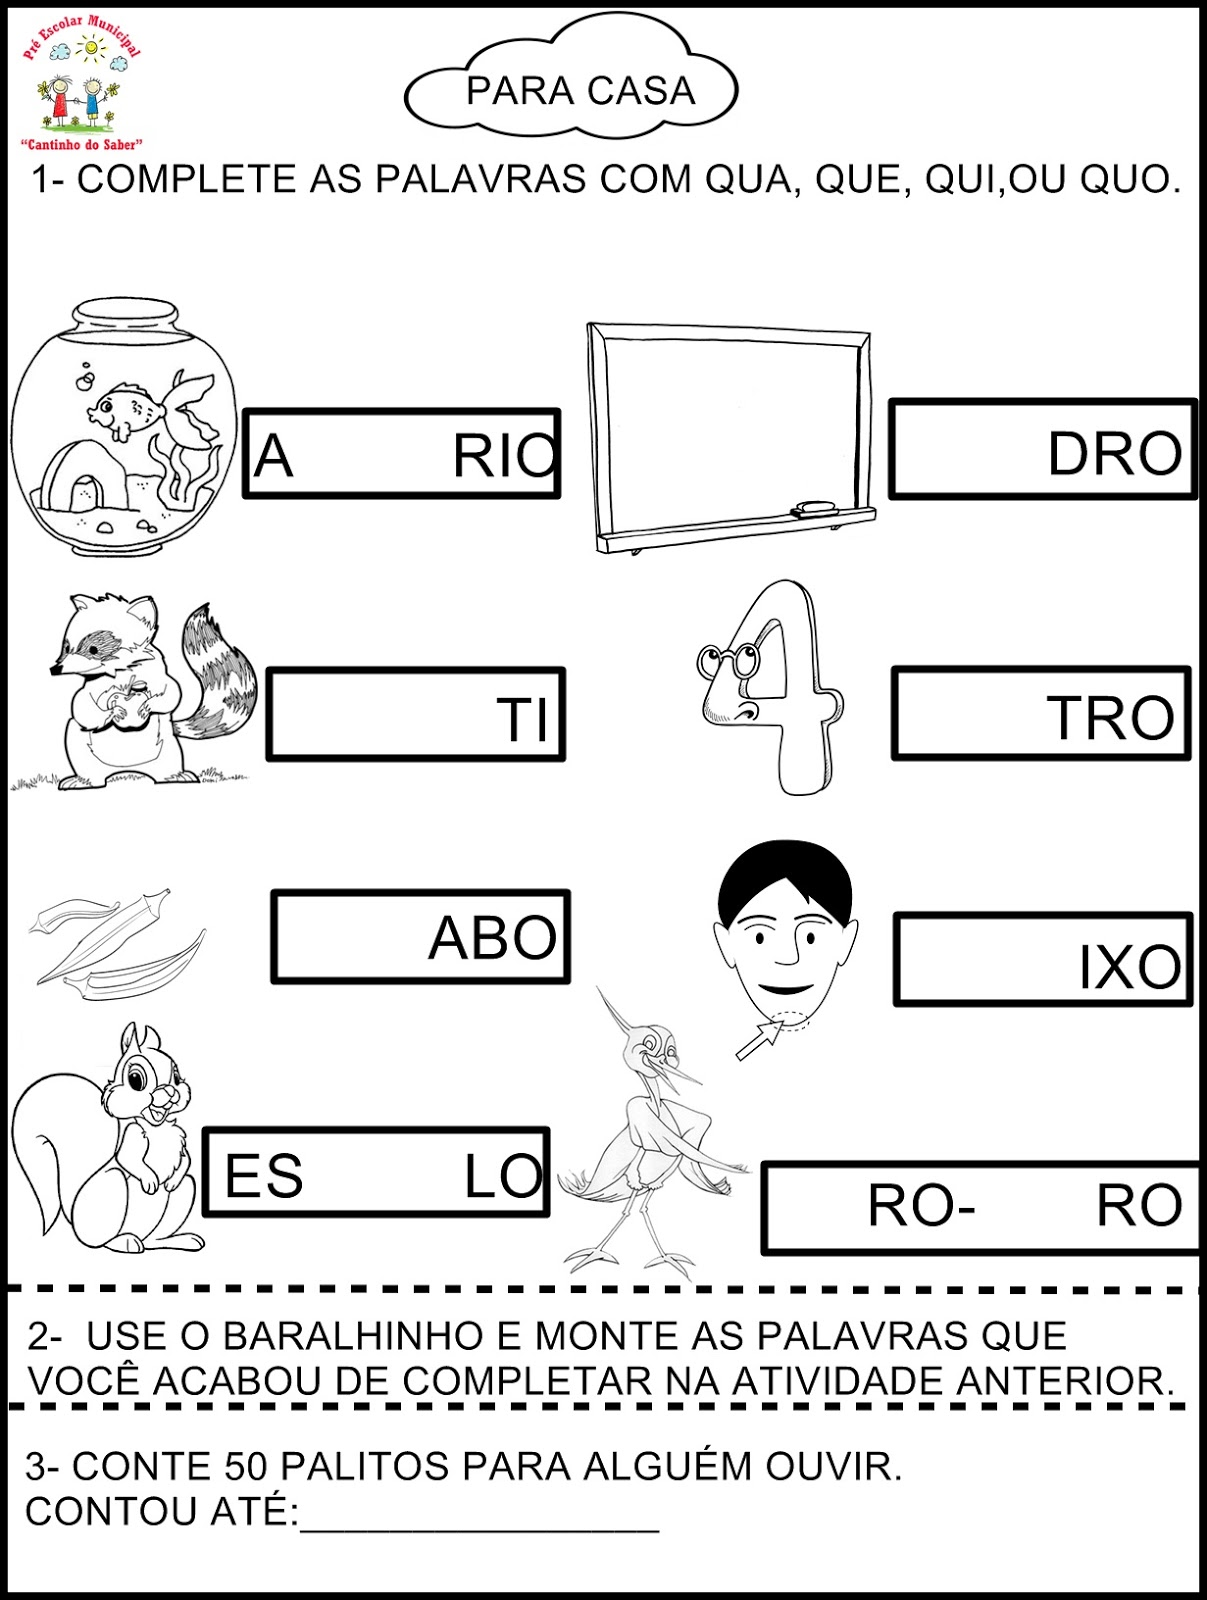 Pré Escolar Municipal
"Cantinho do Saber"
PARA CASA
1- COMPLETE AS PALAVRAS COM QUA, QUE, QUI,OU QUO.
A RIO
DRO
TI
4
TRO
ABO
IXO
ES LO
RO- RO
2- USE O BARALHINHO E MONTE AS PALAVRAS QUE
VOCÊ ACABOU DE COMPLETAR NA ATIVIDADE ANTERIOR.
3- CONTE 50 PALITOS PARA ALGUÉM OUVIR.
CONTOU ATÉ:________________